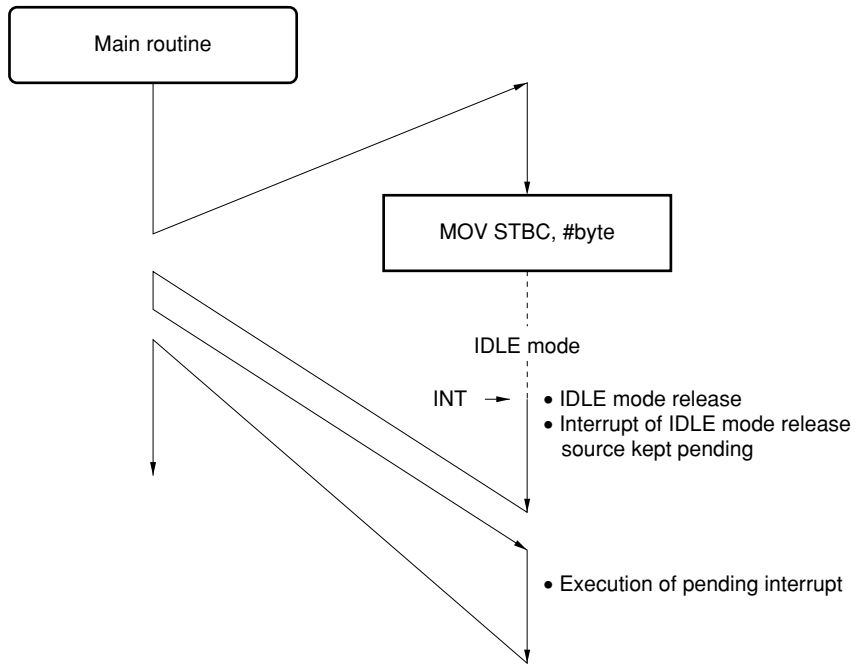 Main routine
MOV STBC, #byte
IDLE mode
INT
• IDLE mode release
• Interrupt of IDLE mode release
source kept pending
• Execution of pending interrupt